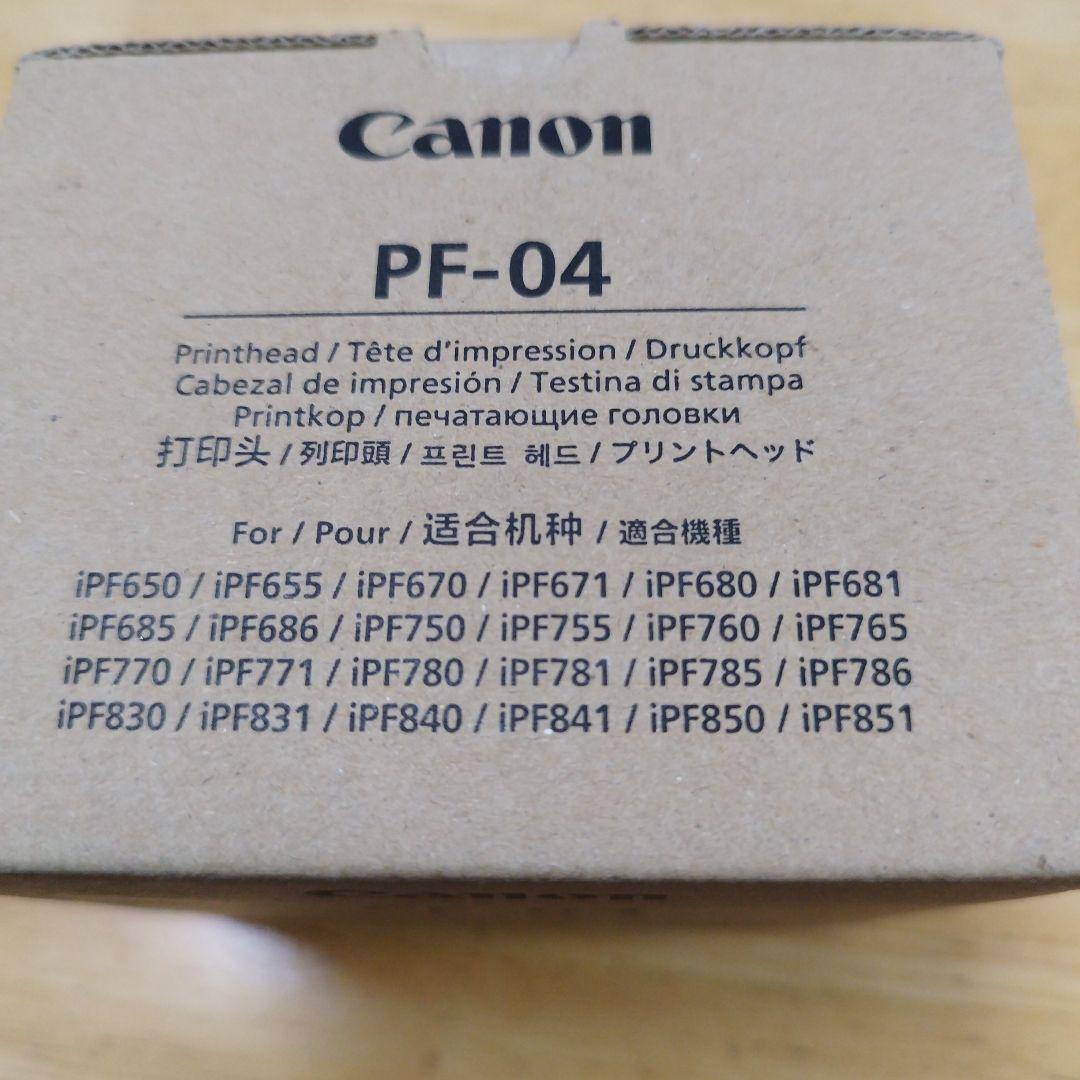 Canon
PF-04
Printhead / Tête d'impression / Druckkopf
Cabezal de impresión / Testina di stampa
Printkop / печатающие головки
打印头 / 列印頭 / 프린트 헤드 / プリントヘッド
For / Pour / 适合机种 / 適合機種
iPF650 / iPF655 / iPF670 / iPF671 / iPF680 / iPF681
iPF685 / iPF686 / iPF750 / iPF755 / iPF760 / iPF765
iPF770 / iPF771 / iPF780 / iPF781 / iPF785 / iPF786
iPF830 / iPF831 / iPF840 / iPF841 / iPF850 / iPF851
Canon